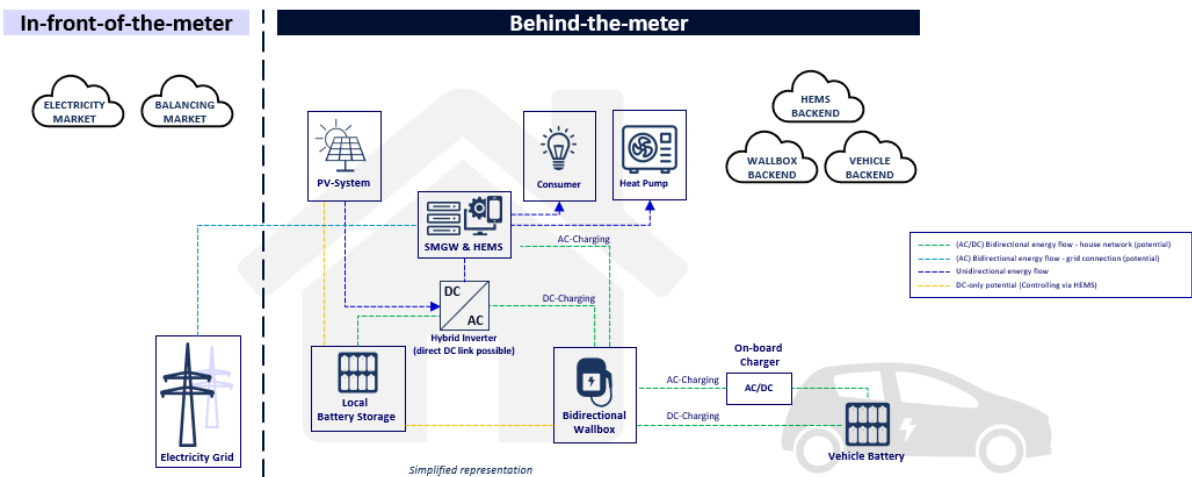 In-front-of-the-meter
Behind-the-meter
ELECTRICITY
MARKET
BALANCING
MARKET
HEMS
BACKEND
WALLBOX
BACKEND
VEHICLE
BACKEND
PV-System
Consumer
Heat Pump
SMGW & HEMS
AC-Charging
DC
AC
DC-Charging
Hybrid Inverter
(direct DC link possible)
(AC/DC) Bidirectional energy flow - house network (potential)
(AC) Bidirectional energy flow - grid connection (potential)
Unidirectional energy flow
DC-only potential (Controlling via HEMS)
Electricity Grid
Local
Battery Storage
Bidirectional
Wallbox
On-board
Charger
AC-Charging
AC/DC
DC-Charging
Vehicle Battery
Simplified representation